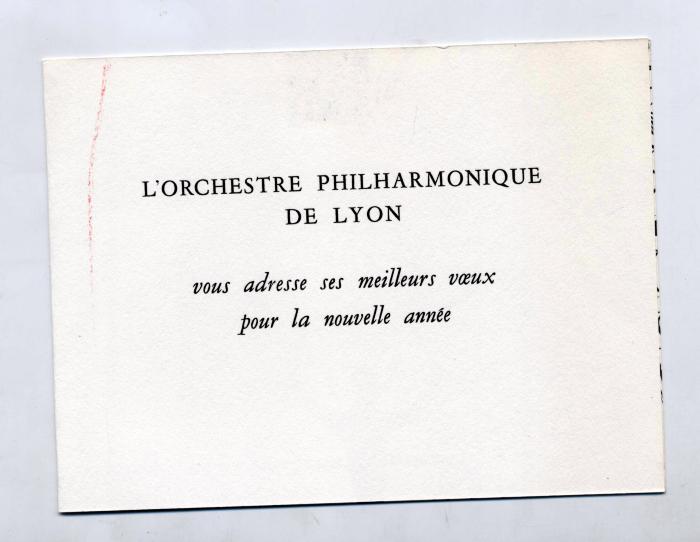 L'ORCHESTRE PHILHARMONIQUE
DE LYON
vous adresse ses meilleurs vœux
pour la nouvelle année